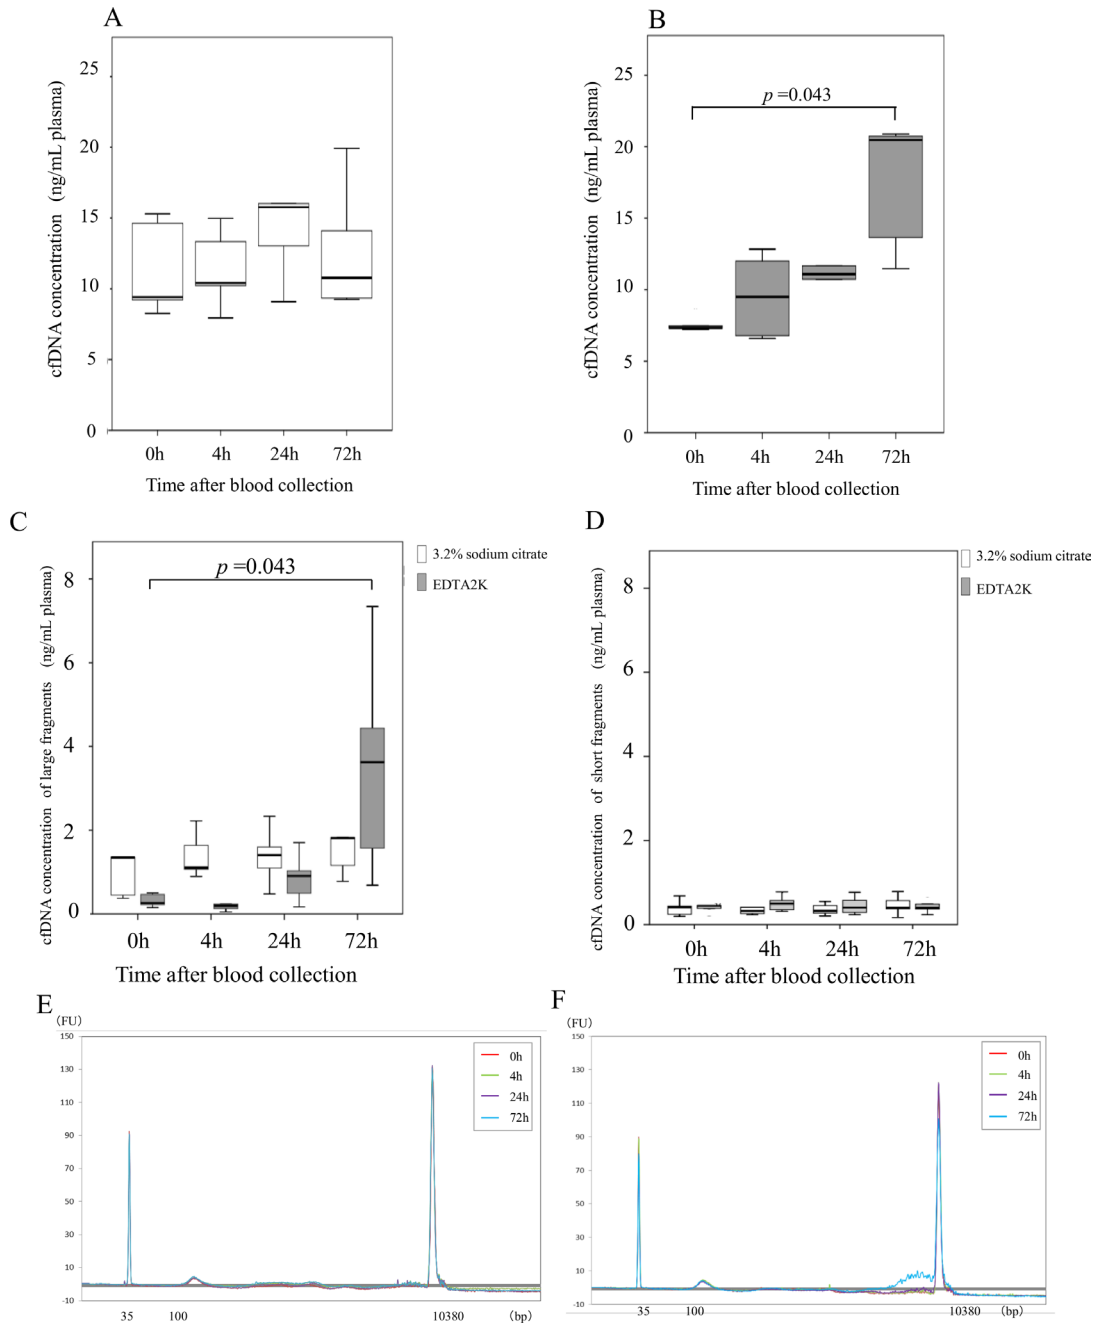 A
cfDNA concentration (ng/mL plasma)
25
20
15
10
5
0
0h 4h 24h 72h
Time after blood collection
B
cfDNA concentration (ng/mL plasma)
25
20
15
10
5
0
p =0.043
0h 4h 24h 72h
Time after blood collection
C
cfDNA concentration of large fragments (ng/mL plasma)
8
6
4
2
0
p =0.043
3.2% sodium citrate
EDTA2K
0h 4h 24h 72h
Time after blood collection
D
cfDNA concentration of short fragments (ng/mL plasma)
8
6
4
2
0
3.2% sodium citrate
EDTA2K
0h 4h 24h 72h
Time after blood collection
E
(FU)
150
130
110
90
70
50
30
10
-10
0h
4h
24h
72h
35 100 10380 (bp)
F
(FU)
150
130
110
90
70
50
30
10
-10
0h
4h
24h
72h
35 100 10380 (bp)